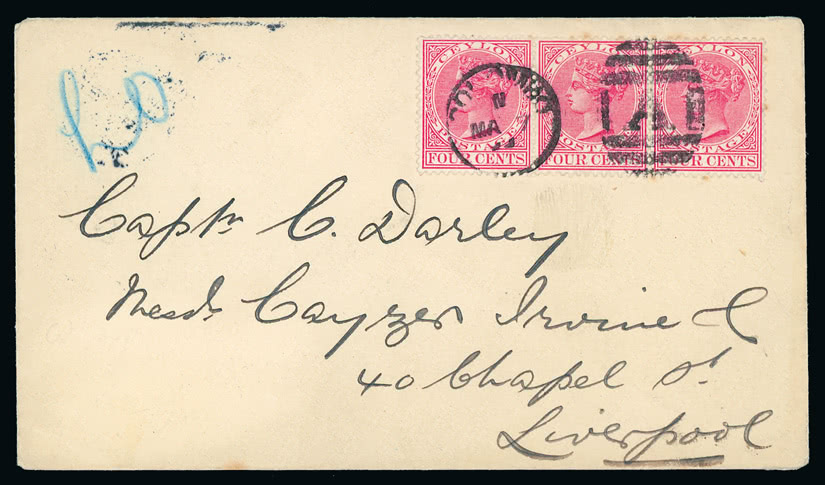 CEYLON CEYLON CEYLON
POSTAGE POSTAGE POSTAGE
FOUR CENTS FOUR CENTS FOUR CENTS
MA
Captn C. Darley
Messrs Cayzer Irvine & C
40 Chapel St.
Liverpool